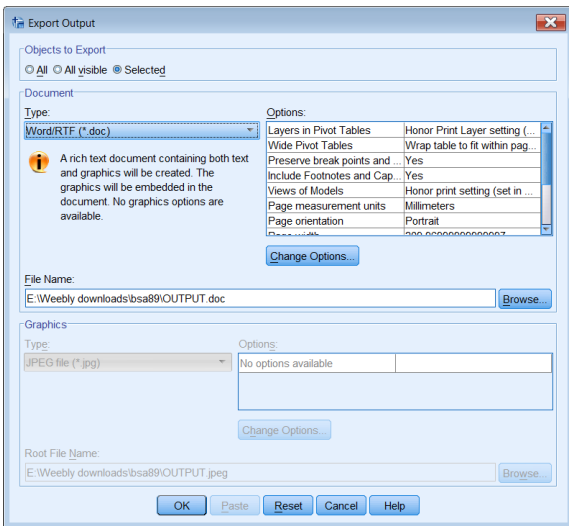 Export Output
Objects to Export
All All visible Selected
Document
Type:
Word/RTF (*.doc)
A rich text document containing both text
and graphics will be created. The
graphics will be embedded in the
document. No graphics options are
available.
Options:
Layers in Pivot Tables Honor Print Layer setting (...
Wide Pivot Tables Wrap table to fit within pag...
Preserve break points and ... Yes
Include Footnotes and Cap... Yes
Views of Models Honor print setting (set in ...
Page measurement units Millimeters
Page orientation Portrait
Page width
Change Options...
File Name:
E:\Weebly downloads\bsa89\OUTPUT.doc Browse...
Graphics
Type:
JPEG file (*.jpg)
Options:
No options available
Change Options...
Root File Name:
E:\Weebly downloads\bsa89\OUTPUT.jpeg Browse...
OK Paste Reset Cancel Help